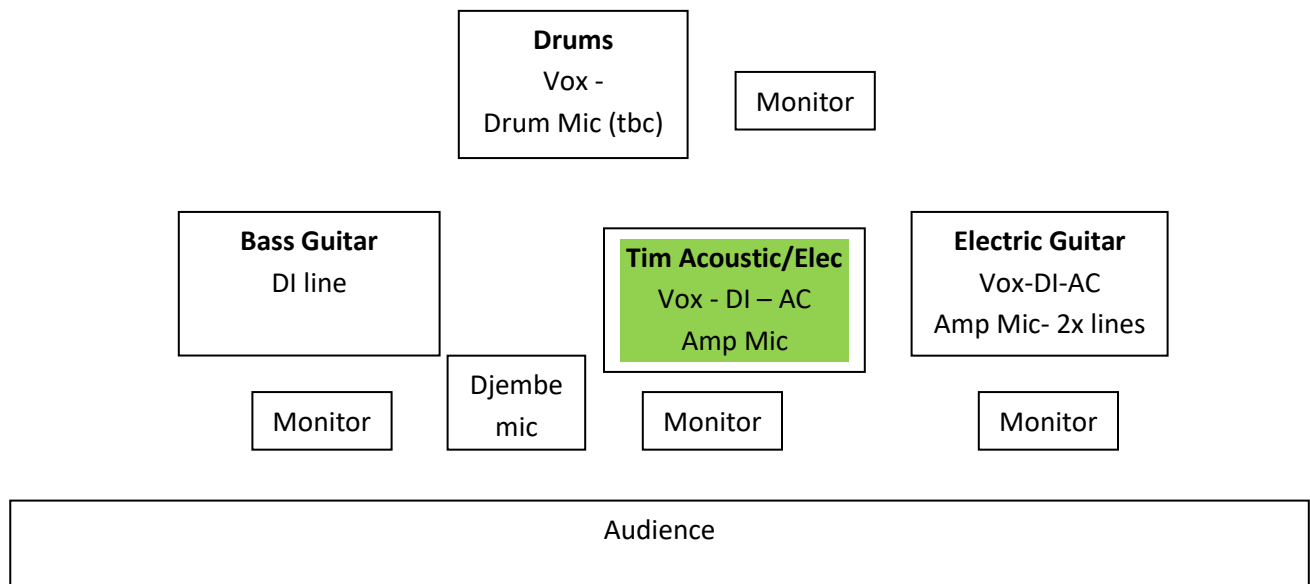 Drums
Vox -
Drum Mic (tbc)
Monitor
Bass Guitar
DI line
Tim Acoustic/Elec
Vox - DI – AC
Amp Mic
Electric Guitar
Vox-DI-AC
Amp Mic- 2x lines
Djembe
mic
Monitor
Monitor
Monitor
Audience